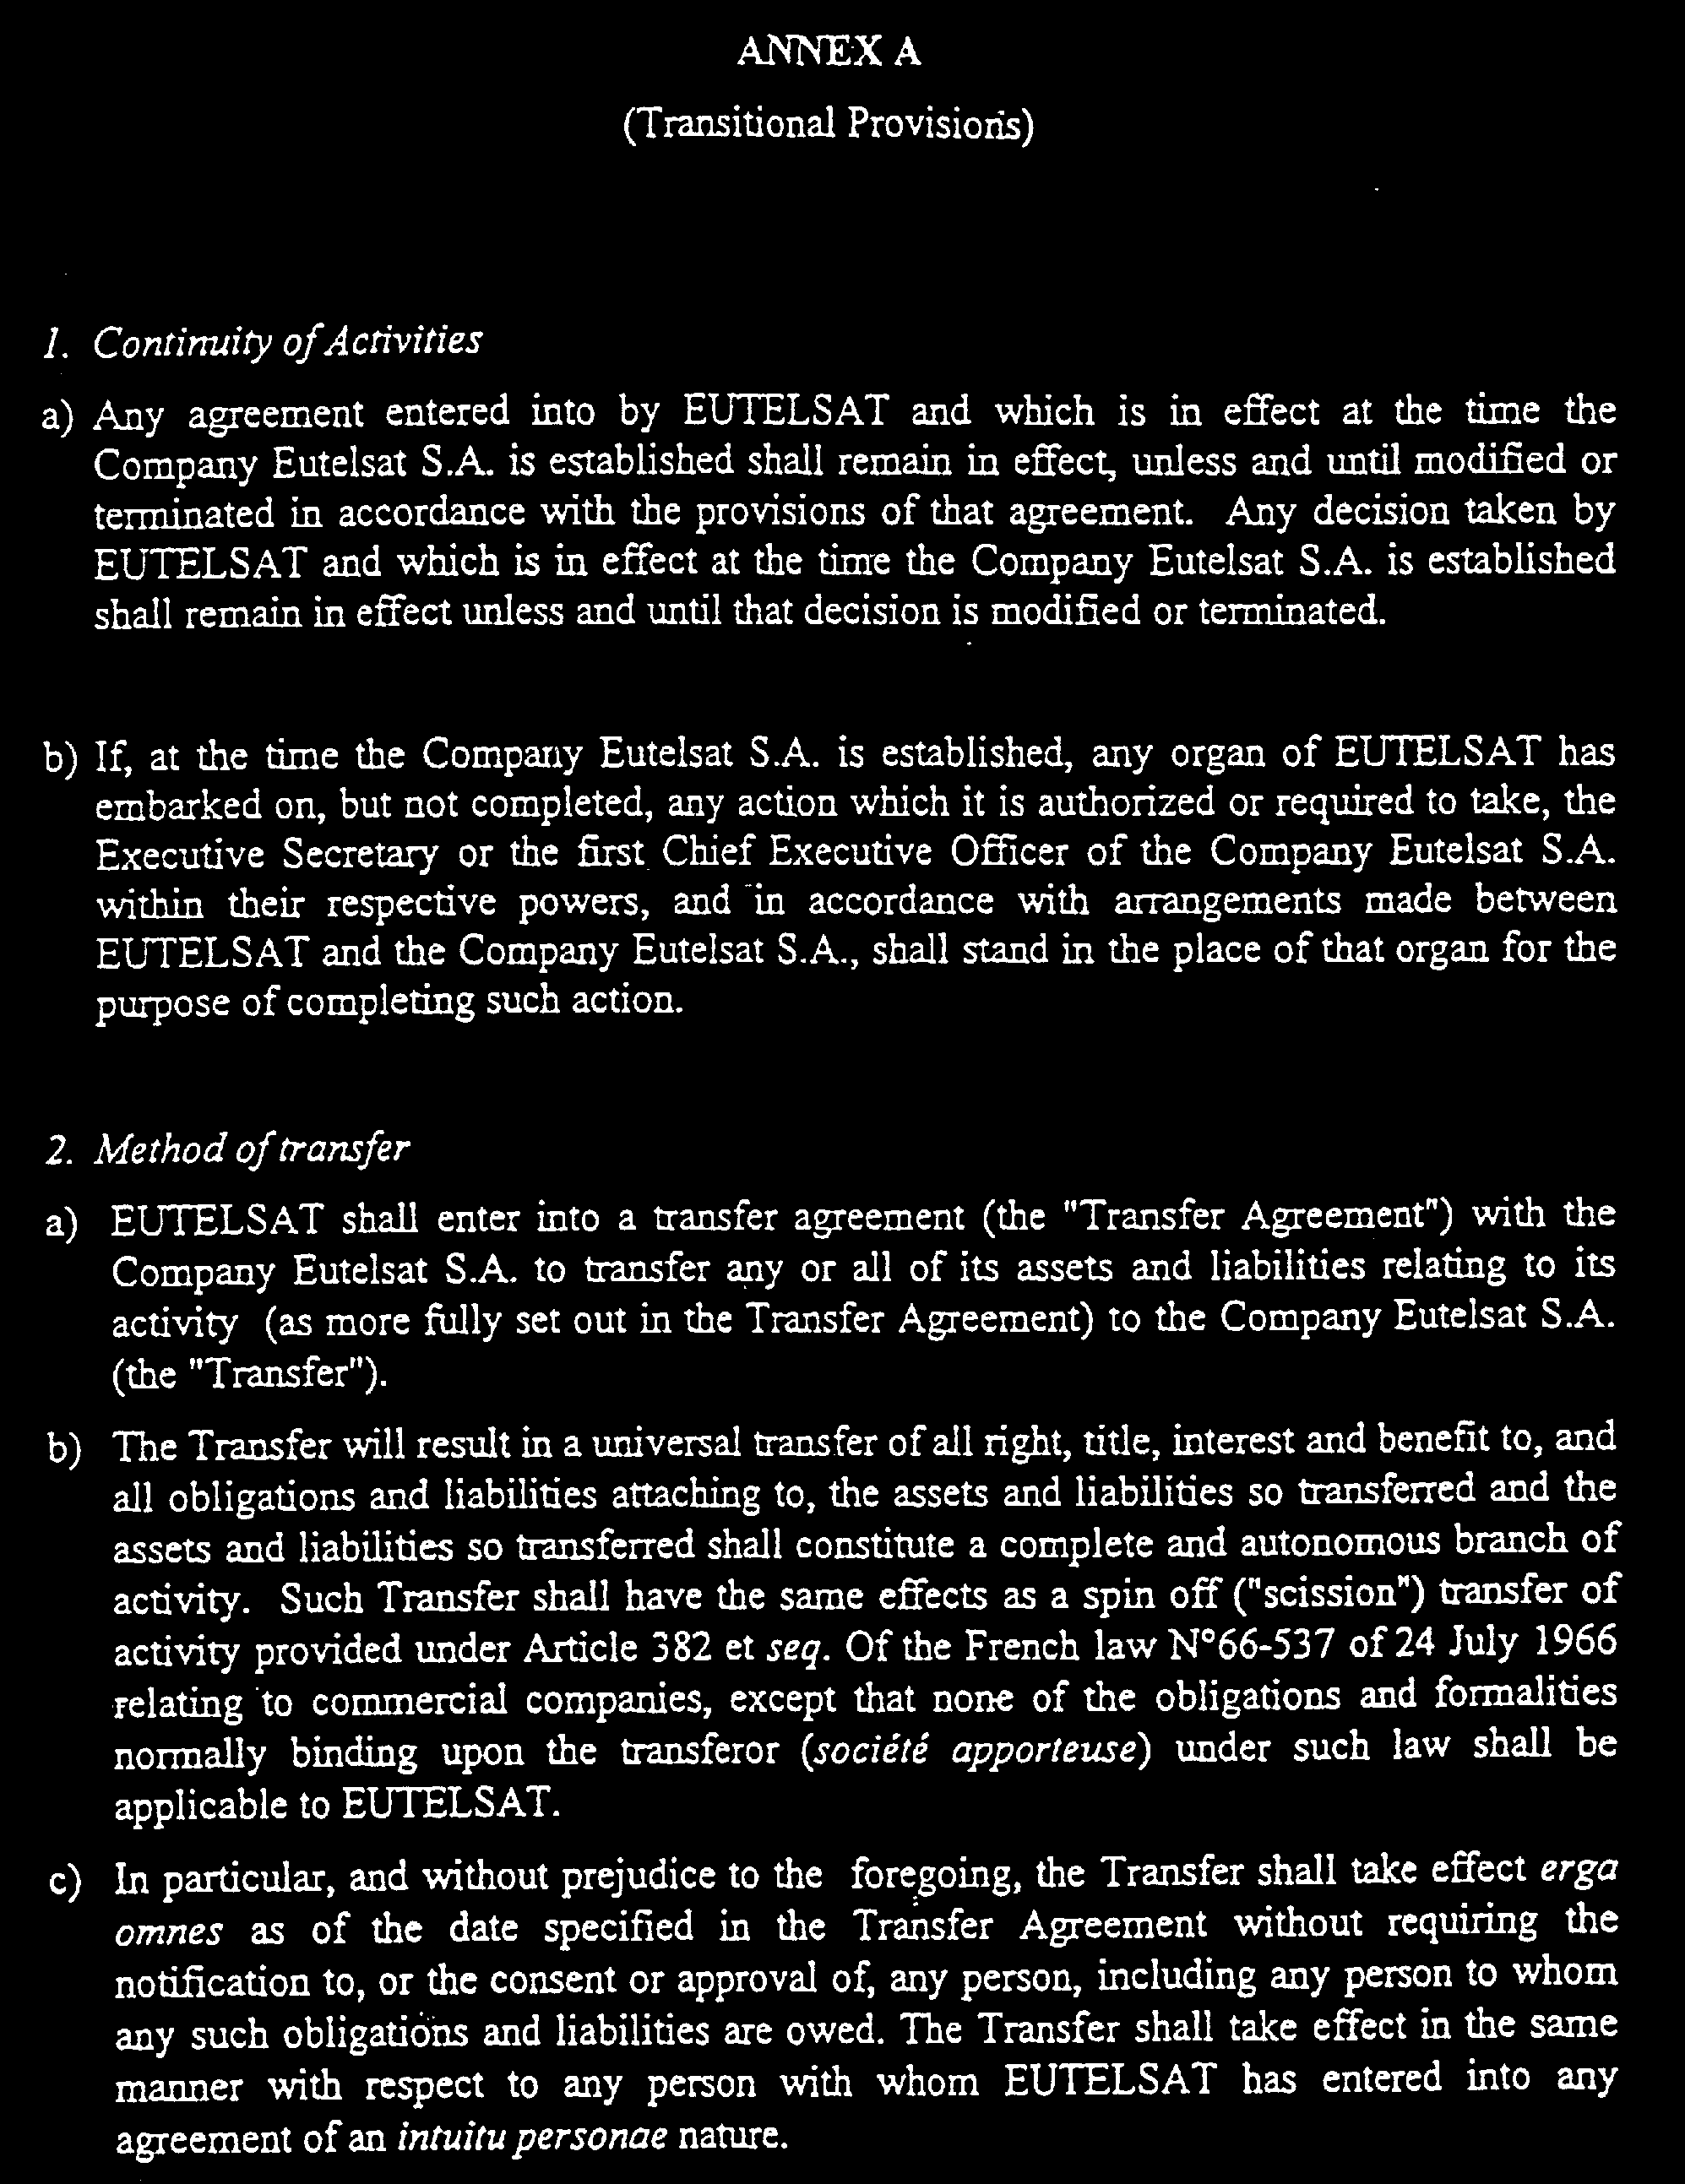 ANNEX A
(Transitional Provisions)
1. Continuity of Activities
a) Any agreement entered into by EUTELSAT and which is in effect at the time the
Company Eutelsat S.A. is established shall remain in effect, unless and until modified or
terminated in accordance with the provisions of that agreement. Any decision taken by
EUTELSAT and which is in effect at the time the Company Eutelsat S.A. is established
shall remain in effect unless and until that decision is modified or terminated.
b) If, at the time the Company Eutelsat S.A. is established, any organ of EUTELSAT has
embarked on, but not completed, any action which it is authorized or required to take, the
Executive Secretary or the first Chief Executive Officer of the Company Eutelsat S.A.
within their respective powers, and in accordance with arrangements made between
EUTELSAT and the Company Eutelsat S.A., shall stand in the place of that organ for the
purpose of completing such action.
2. Method of transfer
a) EUTELSAT shall enter into a transfer agreement (the "Transfer Agreement") with the
Company Eutelsat S.A. to transfer any or all of its assets and liabilities relating to its
activity (as more fully set out in the Transfer Agreement) to the Company Eutelsat S.A.
(the "Transfer").
b) The Transfer will result in a universal transfer of all right, title, interest and benefit to, and
all obligations and liabilities attaching to, the assets and liabilities so transferred and the
assets and liabilities so transferred shall constitute a complete and autonomous branch of
activity. Such Transfer shall have the same effects as a spin off ("scission") transfer of
activity provided under Article 382 et seq. Of the French law N°66-537 of 24 July 1966
relating to commercial companies, except that none of the obligations and formalities
normally binding upon the transferor (société apporteuse) under such law shall be
applicable to EUTELSAT.
c) In particular, and without prejudice to the foregoing, the Transfer shall take effect erga
omnes as of the date specified in the Transfer Agreement without requiring the
notification to, or the consent or approval of, any person, including any person to whom
any such obligations and liabilities are owed. The Transfer shall take effect in the same
manner with respect to any person with whom EUTELSAT has entered into any
agreement of an intuitu personae nature.